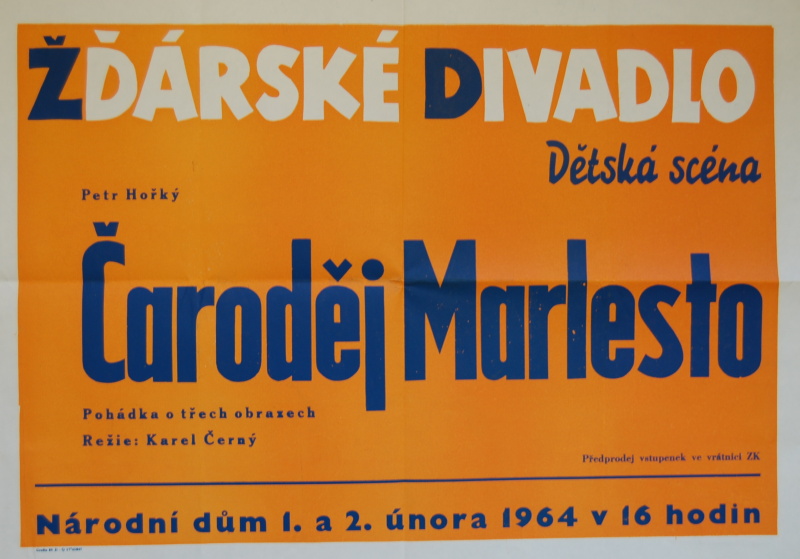 ŽĎÁRSKÉ DIVADLO
Dětská scéna
Petr Hořký
Čaroděj Marlesto
Pohádka o třech obrazech
Režie: Karel Černý
Předprodej vstupenek ve vrátnici ZK
Národní dům 1. a 2. února 1964 v 16 hodin